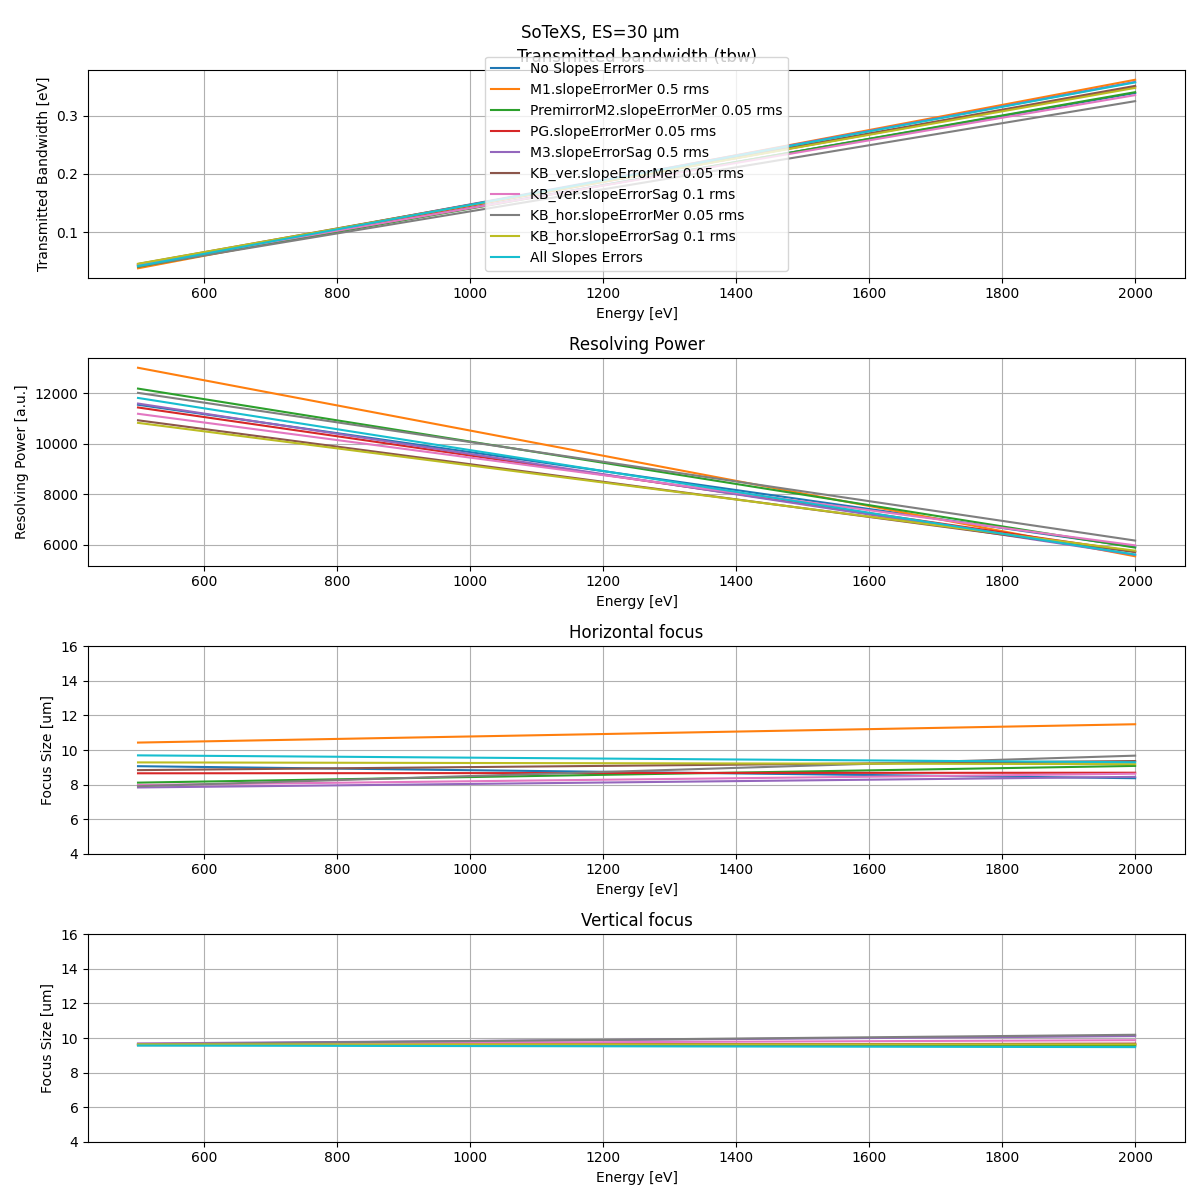 SoTeXS, ES=30 μm
Transmitted bandwidth (tbw)
No Slopes Errors
M1.slopeErrorMer 0.5 rms
PremirrorM2.slopeErrorMer 0.05 rms
PG.slopeErrorMer 0.05 rms
M3.slopeErrorSag 0.5 rms
KB_ver.slopeErrorMer 0.05 rms
KB_ver.slopeErrorSag 0.1 rms
KB_hor.slopeErrorMer 0.05 rms
KB_hor.slopeErrorSag 0.1 rms
All Slopes Errors
Transmitted Bandwidth [eV]
0.3
0.2
0.1
600 800 1000 1200 1400 1600 1800 2000
Energy [eV]
Resolving Power
Resolving Power [a.u.]
12000
10000
8000
6000
600 800 1000 1200 1400 1600 1800 2000
Energy [eV]
Horizontal focus
Focus Size [um]
16
14
12
10
8
6
4
600 800 1000 1200 1400 1600 1800 2000
Energy [eV]
Vertical focus
Focus Size [um]
16
14
12
10
8
6
4
600 800 1000 1200 1400 1600 1800 2000
Energy [eV]